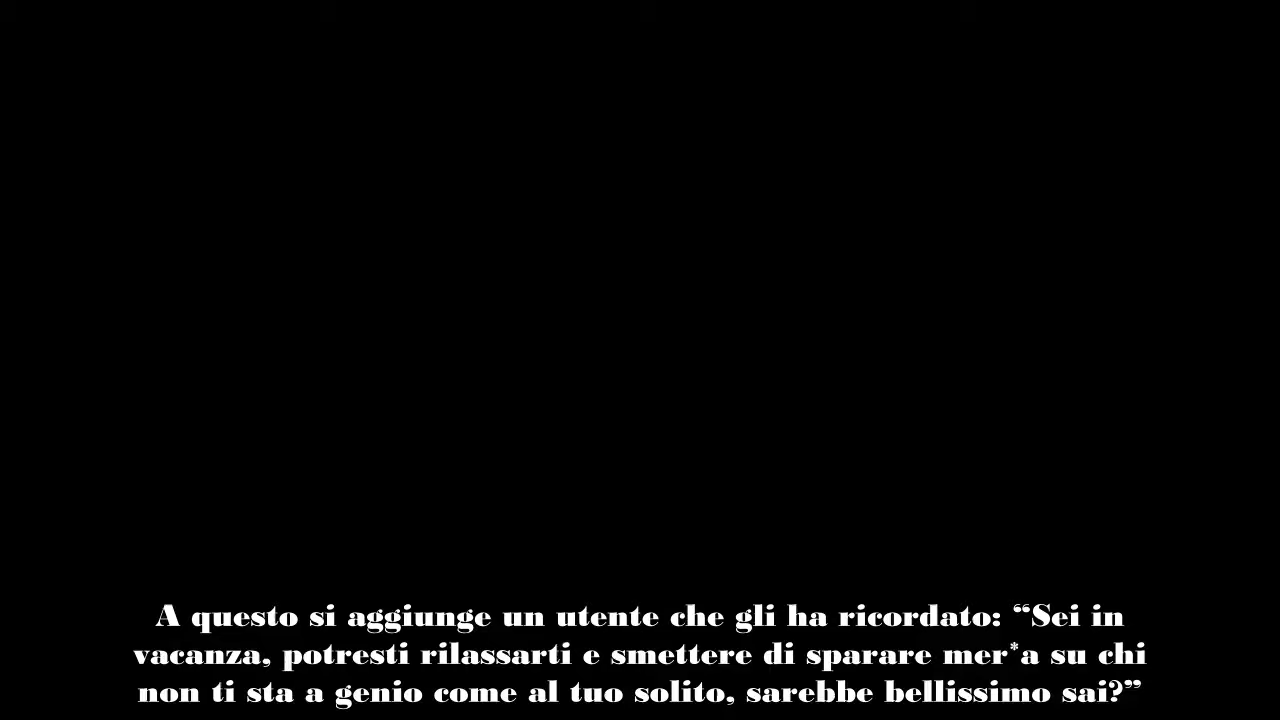 A questo si aggiunge un utente che gli ha ricordato: “Sei in
vacanza, potresti rilassarti e smettere di sparare mer*a su chi
non ti sta a genio come al tuo solito, sarebbe bellissimo sai?”